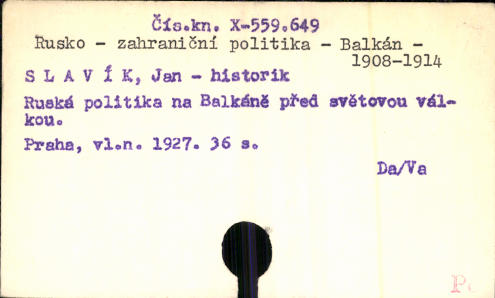 Čís.kn. X-559.649
Rusko - zahraniční politika - Balkán -
1908-1914
S L A V Í K, Jan - historik
Ruská politika na Balkáně před světovou vál-
kou.
Praha, vl.n. 1927. 36 s.
Da/Va